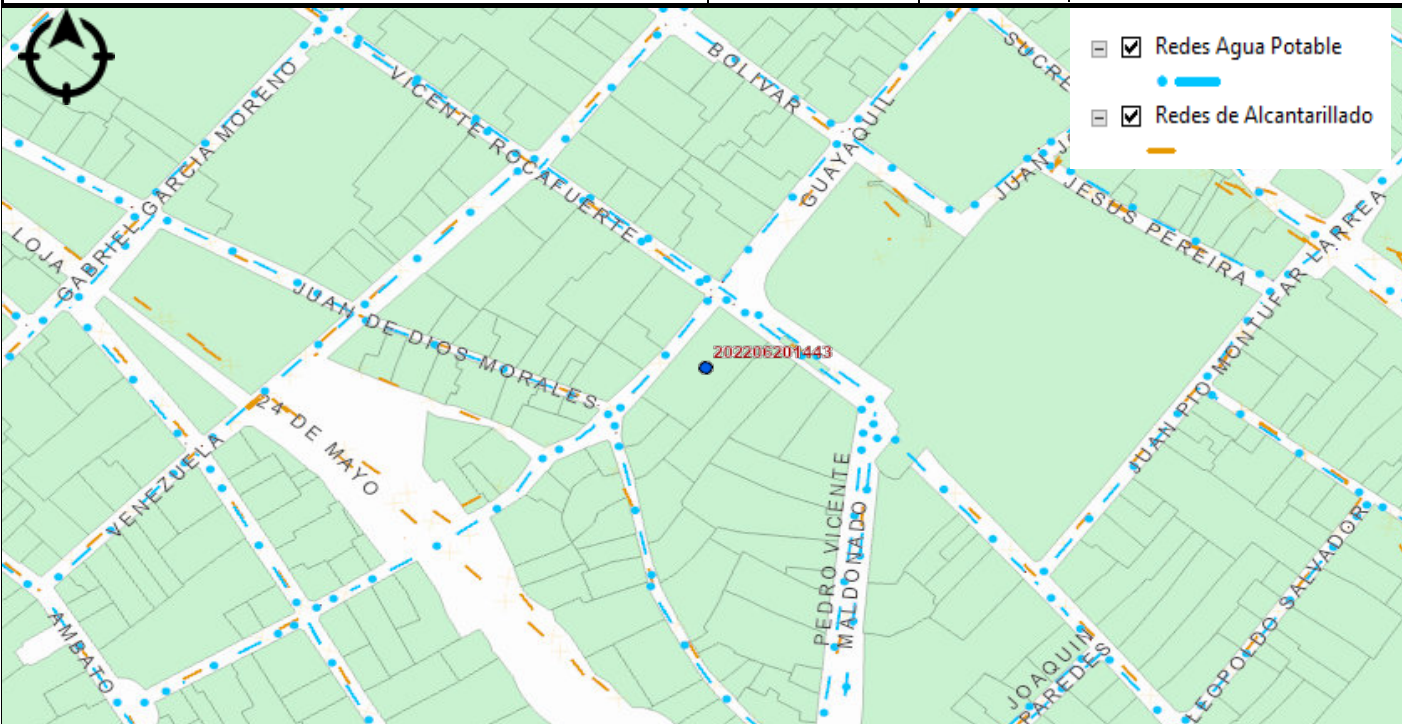 Redes Agua Potable
Redes de Alcantarillado
SUCRE
BOLIVAR
VICENTE ROCAFUERTE
GABRIEL GARCIA MORENO
GUAYAQUIL
JUAN JO
JESUS PEREIRA
LOJA
JUAN DE DIOS MORALES
202206201443
JUAN PIO MONTUFAR LARREA
24 DE MAYO
VENEZUELA
PEDRO VICENTE
MALDONADO
LEOPOLDO SALVADOR
AMBATO
JOAQUIN
PAREDES